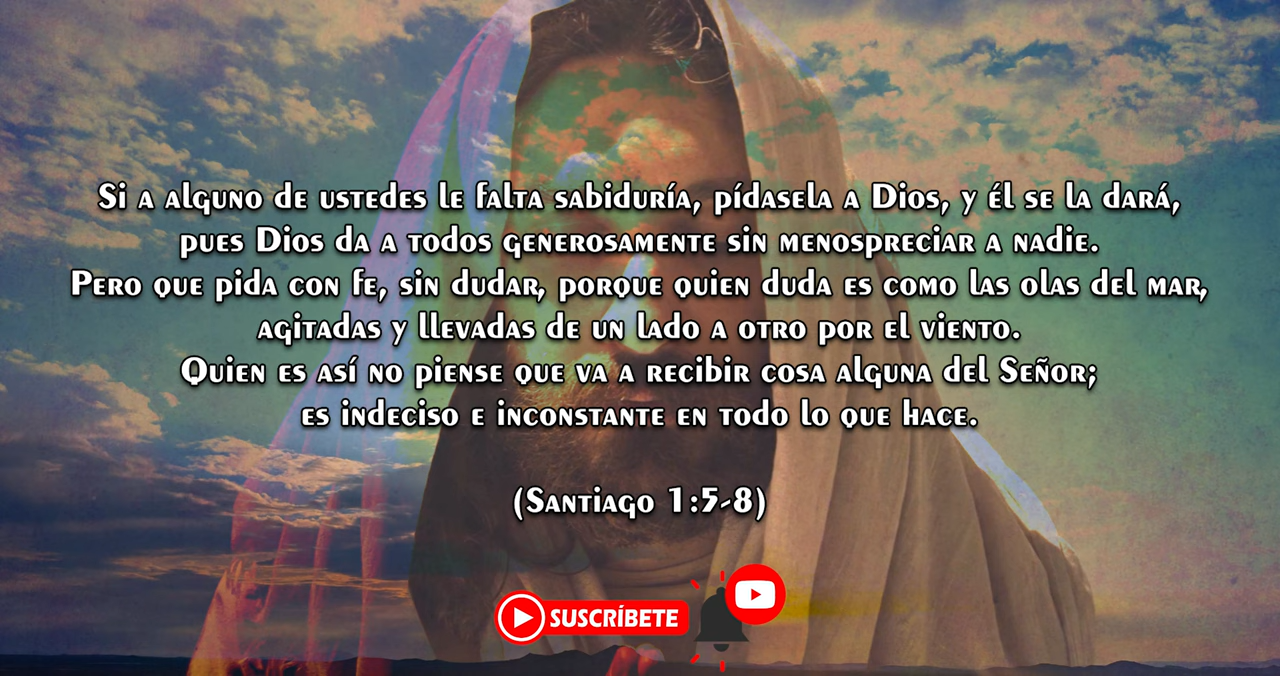 Si a alguno de ustedes le falta sabiduría, pídasela a Dios, y él se la dará,
pues Dios da a todos generosamente sin menospreciar a nadie.
Pero que pida con fe, sin dudar, porque quien duda es como las olas del mar,
agitadas y llevadas de un lado a otro por el viento.
Quien es así no piense que va a recibir cosa alguna del Señor;
es indeciso e inconstante en todo lo que hace.
(Santiago 1:5-8)
SUSCRÍBETE